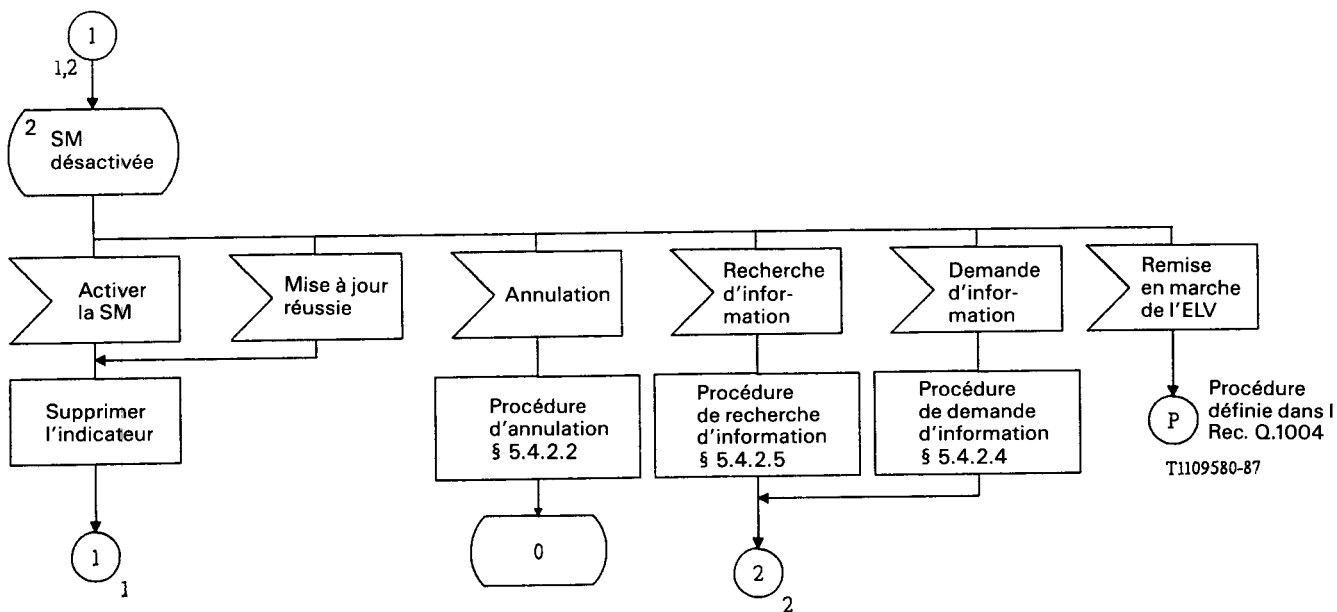 1
1,2
2
SM
désactivée
Activer
la SM
Mise à jour
réussie
Annulation
Recherche
d'infor-
mation
Demande
d'infor-
mation
Remise
en marche
de l'ELV
Supprimer
l'indicateur
Procédure
d'annulation
§ 5.4.2.2
Procédure
de recherche
d'information
§ 5.4.2.5
Procédure
de demande
d'information
§ 5.4.2.4
P
Procédure
définie dans l
Rec. Q.1004
T1109580-87
1
1
0
2
2